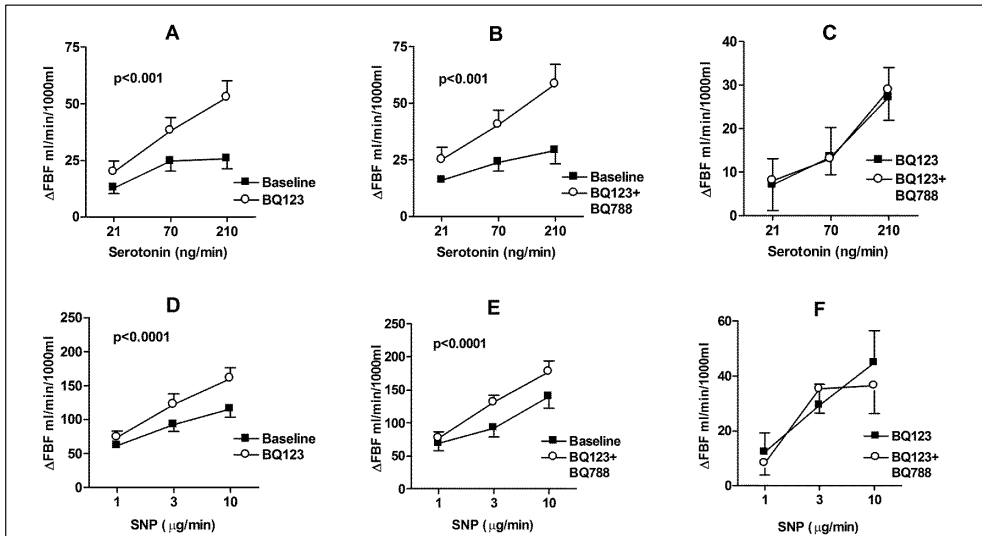 A
75
50
25
0
ΔFBF ml/min/1000ml
p<0.001
Baseline
BQ123
21 70 210
Serotonin (ng/min)
B
75
50
25
0
ΔFBF ml/min/1000ml
p<0.001
Baseline
BQ123+
BQ788
21 70 210
Serotonin (ng/min)
C
40
30
20
10
0
ΔFBF ml/min/1000ml
BQ123
BQ123+
BQ788
21 70 210
Serotonin (ng/min)
D
250
200
150
100
50
0
ΔFBF ml/min/1000ml
p<0.0001
Baseline
BQ123
1 3 10
SNP ( μg/min)
E
250
200
150
100
50
0
ΔFBF ml/min/1000ml
p<0.0001
Baseline
BQ123+
BQ788
1 3 10
SNP ( μg/min)
F
60
40
20
0
ΔFBF ml/min/1000ml
BQ123
BQ123+
BQ788
1 3 10
SNP ( μg/min)